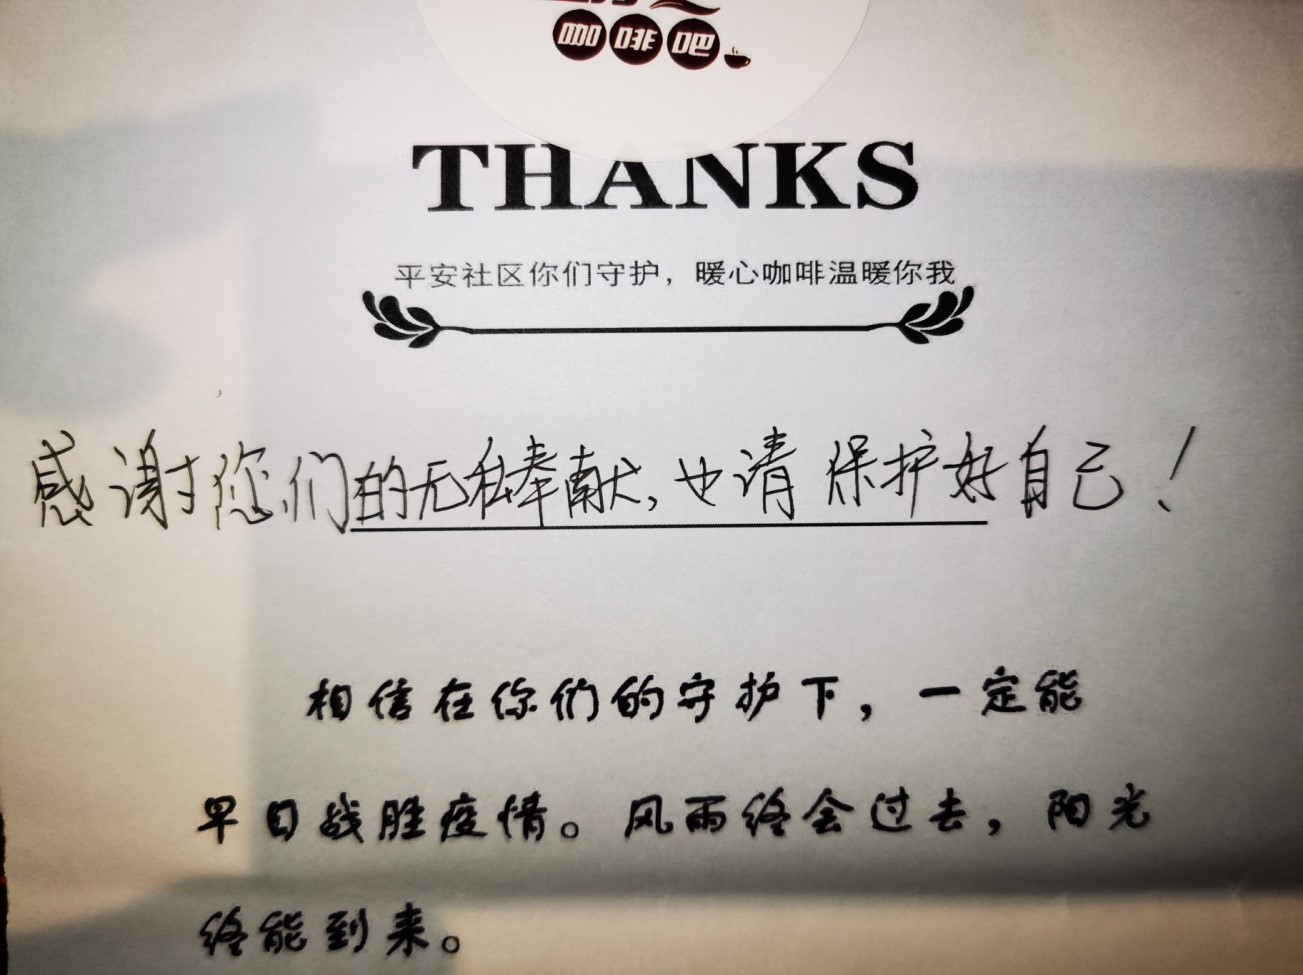 咖啡吧
THANKS
平安社区你们守护，暖心咖啡温暖你我
感谢您们的无私奉献，也请保护好自己！
相信在你们的守护下，一定能
早日战胜疫情。风雨终会过去，阳光
终能到来。